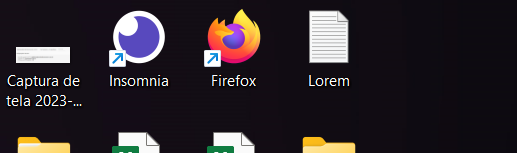 Captura de
tela 2023-...
Insomnia
Firefox
Lorem